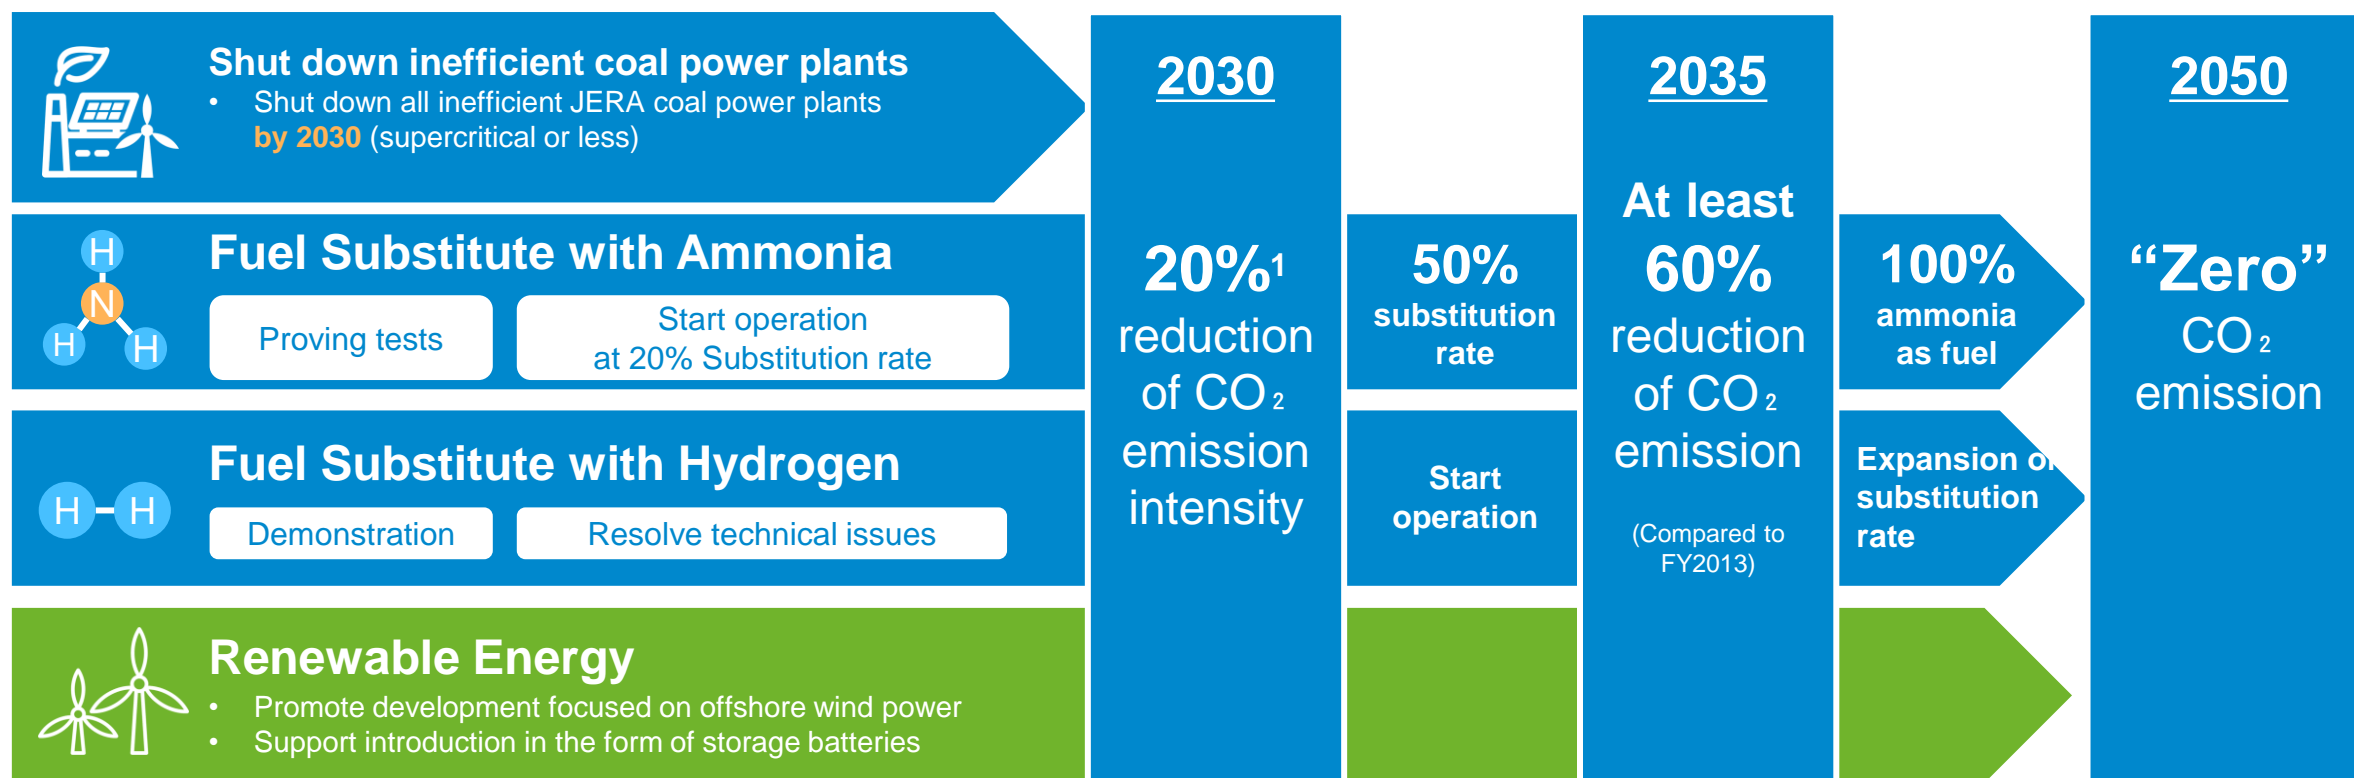 Shut down inefficient coal power plants
• Shut down all inefficient JERA coal power plants
by 2030 (supercritical or less)
H
N
H
H
Fuel Substitute with Ammonia
Proving tests
Start operation
at 20% Substitution rate
H H
Fuel Substitute with Hydrogen
Demonstration
Resolve technical issues
Renewable Energy
• Promote development focused on offshore wind power
• Support introduction in the form of storage batteries
2030
20%¹
reduction
of CO₂
emission
intensity
50%
substitution
rate
Start
operation
2035
At least
60%
reduction
of CO₂
emission
(Compared to
FY2013)
100%
ammonia
as fuel
Expansion of
substitution
rate
2050
“Zero”
CO₂
emission